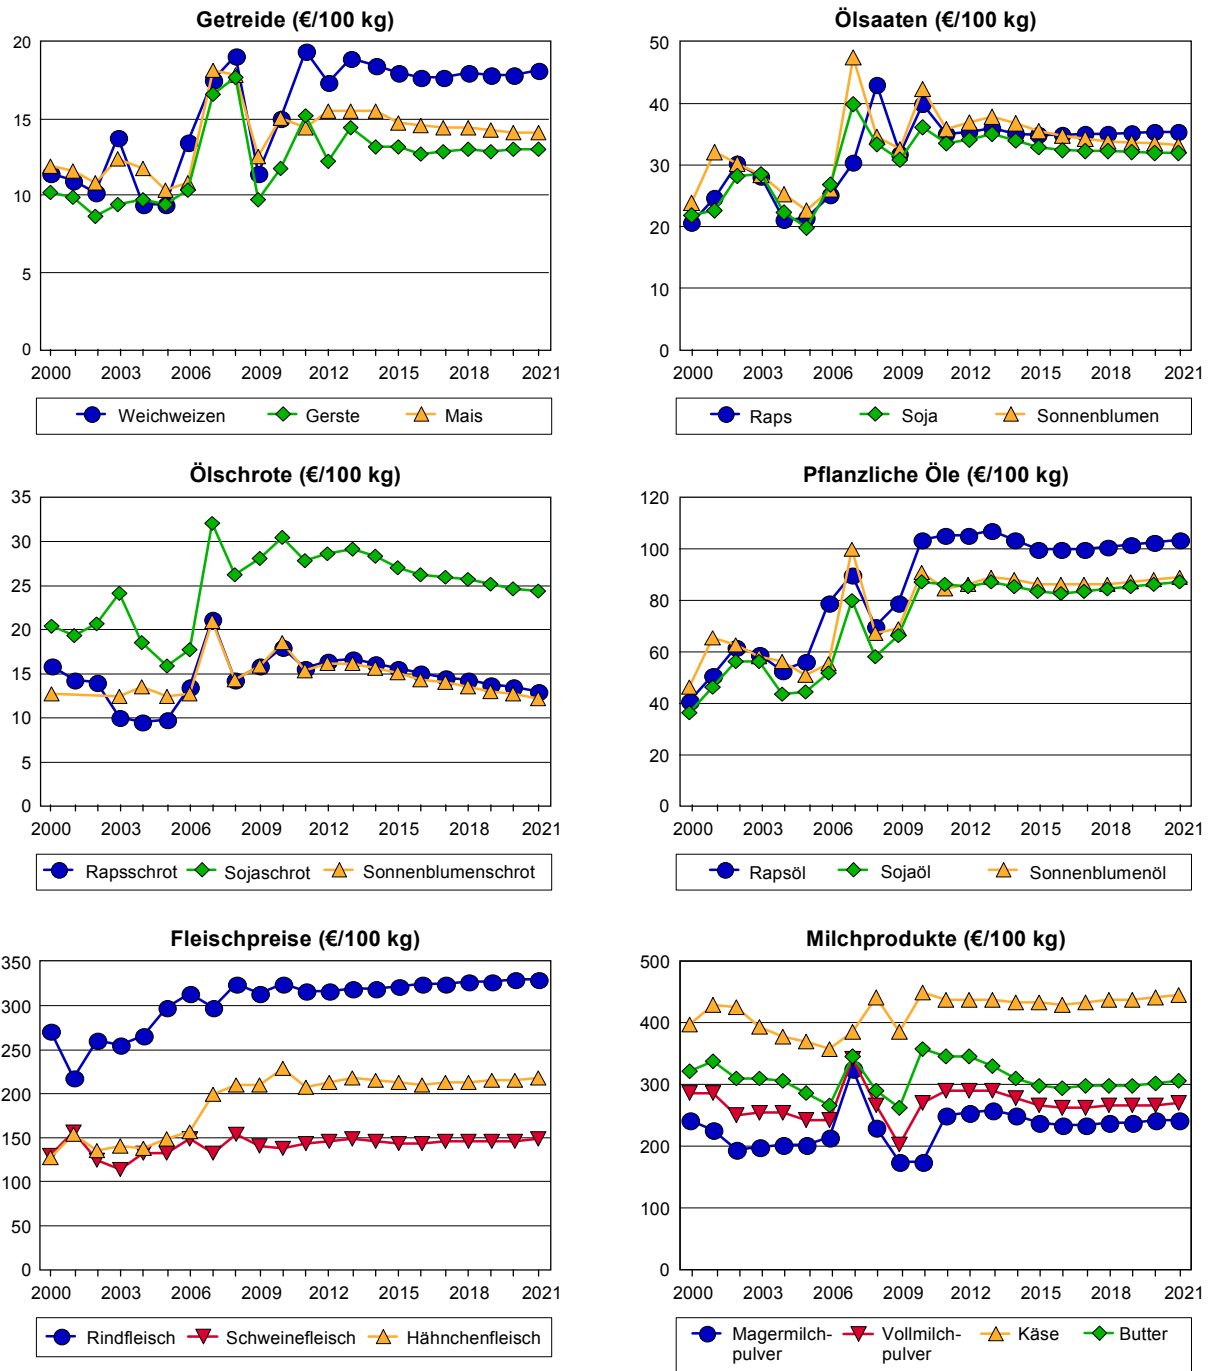 Getreide (€/100 kg)
20
15
10
5
0
2000 2003 2006 2009 2012 2015 2018 2021
Weichweizen Gerste Mais
Ölsaaten (€/100 kg)
50
40
30
20
10
0
2000 2003 2006 2009 2012 2015 2018 2021
Raps Soja Sonnenblumen
Ölschrote (€/100 kg)
35
30
25
20
15
10
5
0
2000 2003 2006 2009 2012 2015 2018 2021
Rapsschrot Sojaschrot Sonnenblumenschrot
Pflanzliche Öle (€/100 kg)
120
100
80
60
40
20
0
2000 2003 2006 2009 2012 2015 2018 2021
Rapsöl Sojaöl Sonnenblumenöl
Fleischpreise (€/100 kg)
350
300
250
200
150
100
50
0
2000 2003 2006 2009 2012 2015 2018 2021
Rindfleisch Schweinefleisch Hähnchenfleisch
Milchprodukte (€/100 kg)
500
400
300
200
100
0
2000 2003 2006 2009 2012 2015 2018 2021
Magermilch- Vollmilch- Käse Butter
pulver pulver